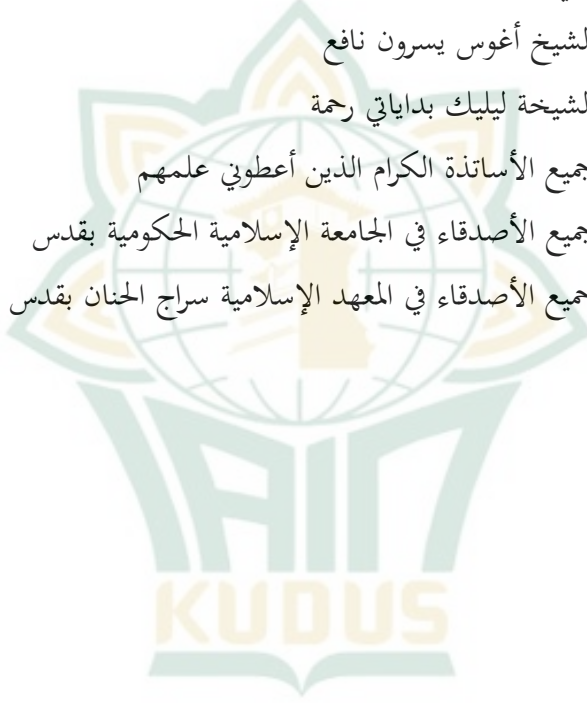 لشيخ أغوس يسرون نافع
لشيخة ليليك بداياتي رحمة
جميع الأساتذة الكرام الذين أعطوني علمهم
جميع الأصدقاء في الجامعة الإسلامية الحكومية بقدس
جميع الأصدقاء في المعهد الإسلامية سراج الحنان بقدس
IAIN
KUDUS